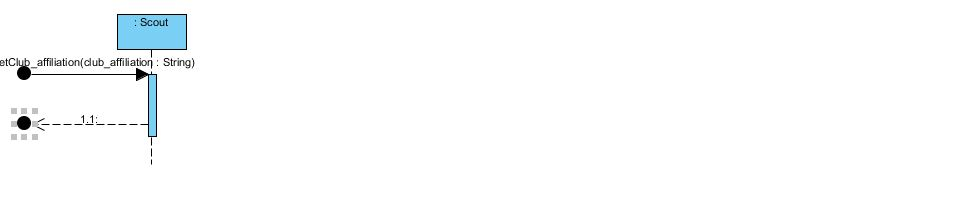 : Scout
etClub_affiliation(club_affiliation : String)
1.1: